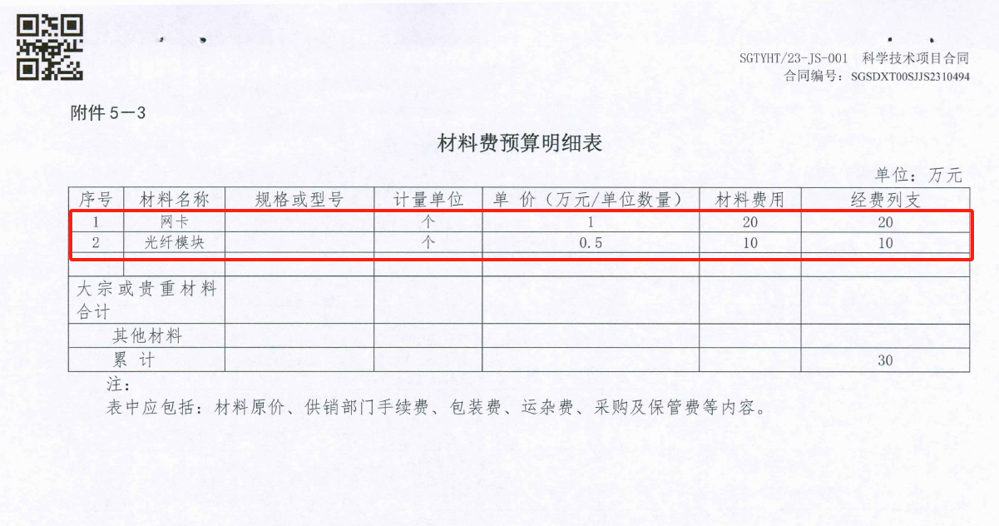 SGTYHT/23-JS-001 科学技术项目合同
合同编号：SGSDXT00SJJS2310494
附件 5－3
材料费预算明细表
单位：万元
序号 材料名称 规格或型号 计量单位 单 价（万元/单位数量） 材料费用 经费列支
1 网卡 个 1 20 20
2 光纤模块 个 0.5 10 10
大宗或贵重材料
合计
其他材料
累 计 30
注：
表中应包括：材料原价、供销部门手续费、包装费、运杂费、采购及保管费等内容。